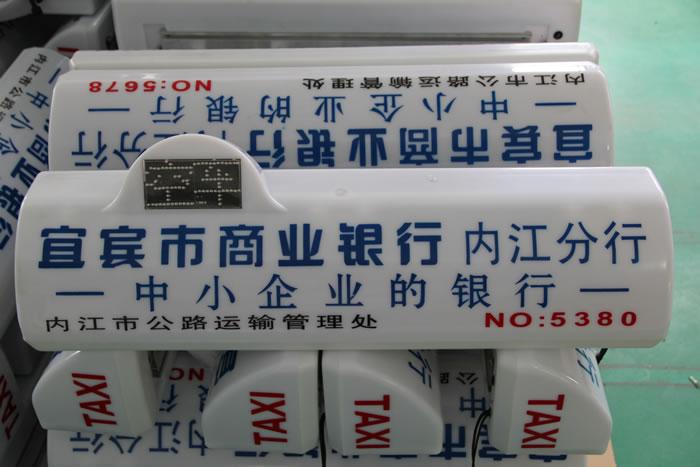 NO:5678 内江市公路运输管理处
中小企业的银行
宜宾市商业银行 分行
宜宾市商业银行 内江分行
— 中小企业的银行 —
内江市公路运输管理处 NO:5380
TAXI
TAXI
TAXI
TAXI